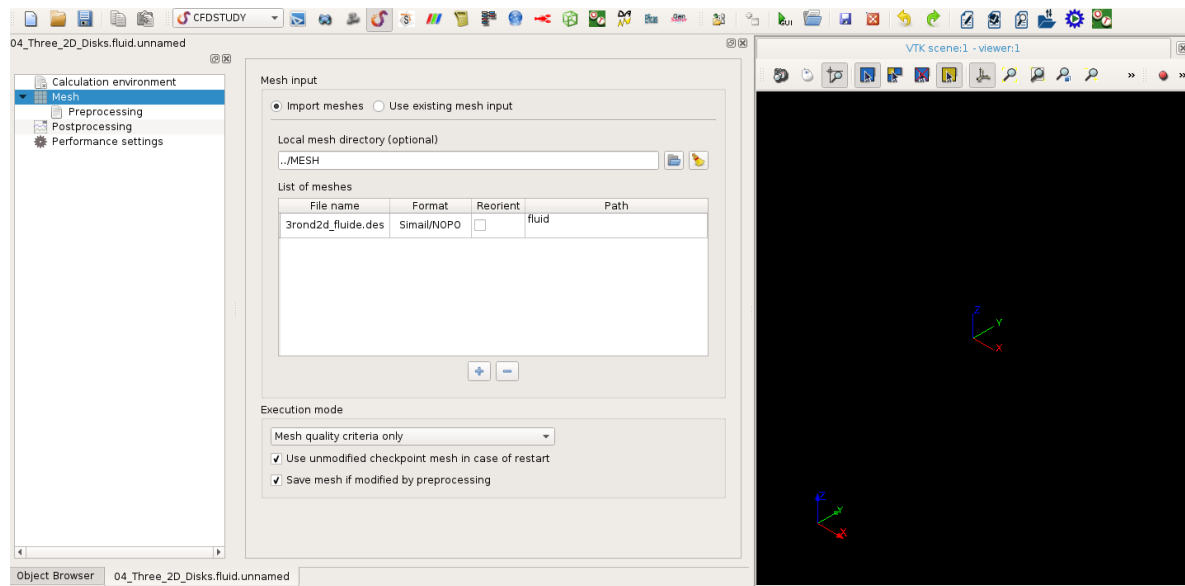 CFDSTUDY
GUI
04_Three_2D_Disks.fluid.unnamed
VTK scene:1 - viewer:1
Calculation environment
Mesh
Preprocessing
Postprocessing
Performance settings
Mesh input
Import meshes
Use existing mesh input
Local mesh directory (optional)
../MESH
List of meshes
File name Format Reorient Path
3rond2d_fluide.des Simail/NOPO fluid
Execution mode
Mesh quality criteria only
Use unmodified checkpoint mesh in case of restart
Save mesh if modified by preprocessing
Z
Y
X
Z
Y
X
Object Browser
04_Three_2D_Disks.fluid.unnamed